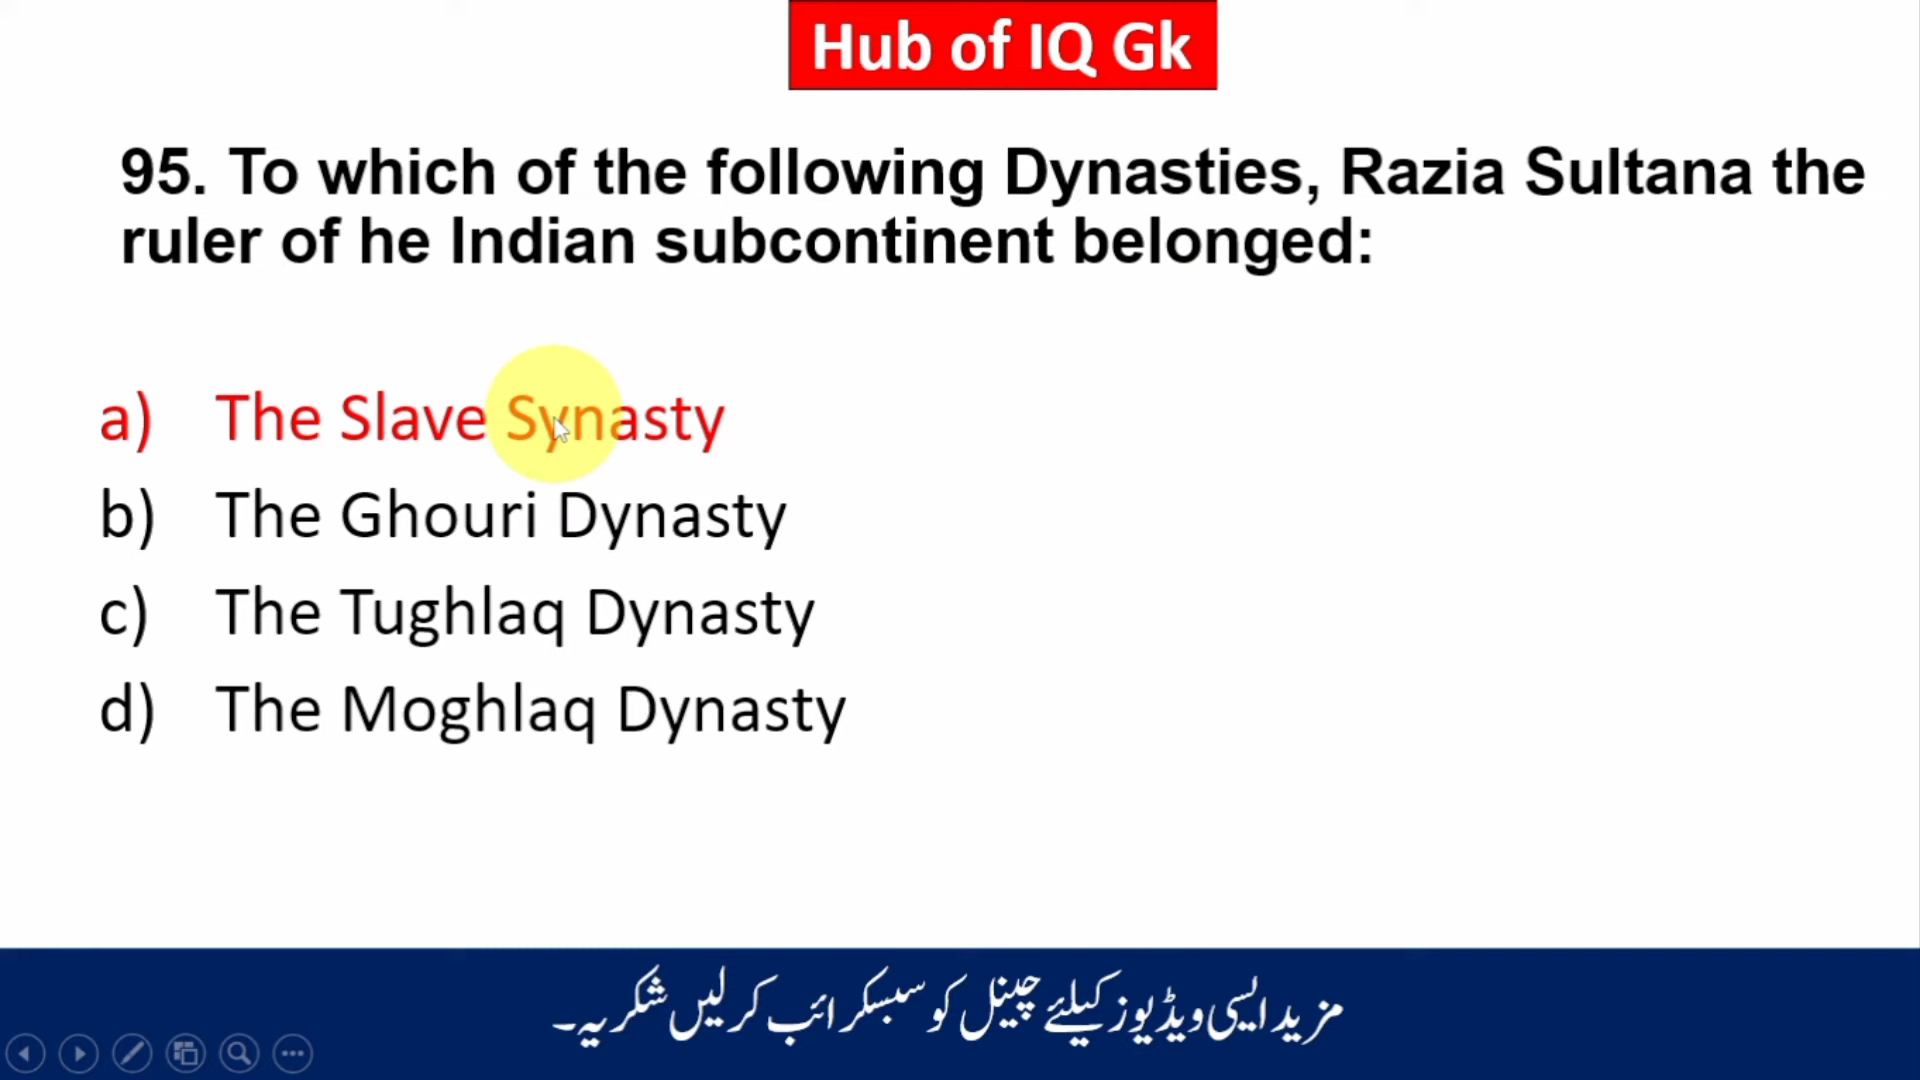 Hub of IQ Gk
95. To which of the following Dynasties, Razia Sultana the
ruler of he Indian subcontinent belonged:
a) The Slave Synasty
b) The Ghouri Dynasty
c) The Tughlaq Dynasty
d) The Moghlaq Dynasty
مزید ایسی ویڈیوز کیلئے چینل کو سبسکرائب کر لیں شکریہ۔